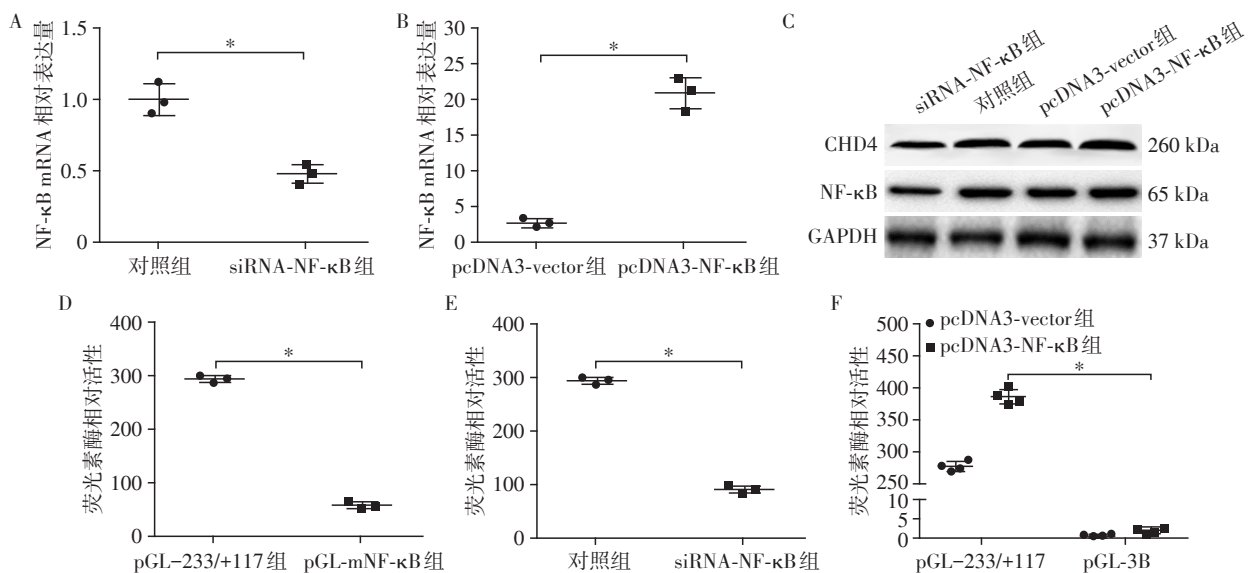 A
NF-κB mRNA 相对表达量
1.5
1.0
0.5
0
*
对照组
siRNA-NF-κB组
B
NF-κB mRNA 相对表达量
30
25
20
15
10
5
0
*
pcDNA3-vector组
pcDNA3-NF-κB组
C
siRNA-NF-κB组
对照组
pcDNA3-vector组
pcDNA3-NF-κB组
CHD4 260 kDa
NF-κB 65 kDa
GAPDH 37 kDa
D
荧光素酶相对活性
400
300
200
100
0
*
pGL-233/+117组
pGL-mNF-κB组
E
荧光素酶相对活性
400
300
200
100
0
*
对照组
siRNA-NF-κB组
F
pcDNA3-vector组
pcDNA3-NF-κB组
荧光素酶相对活性
500
450
400
350
300
250
10
5
0
*
pGL-233/+117
pGL-3B